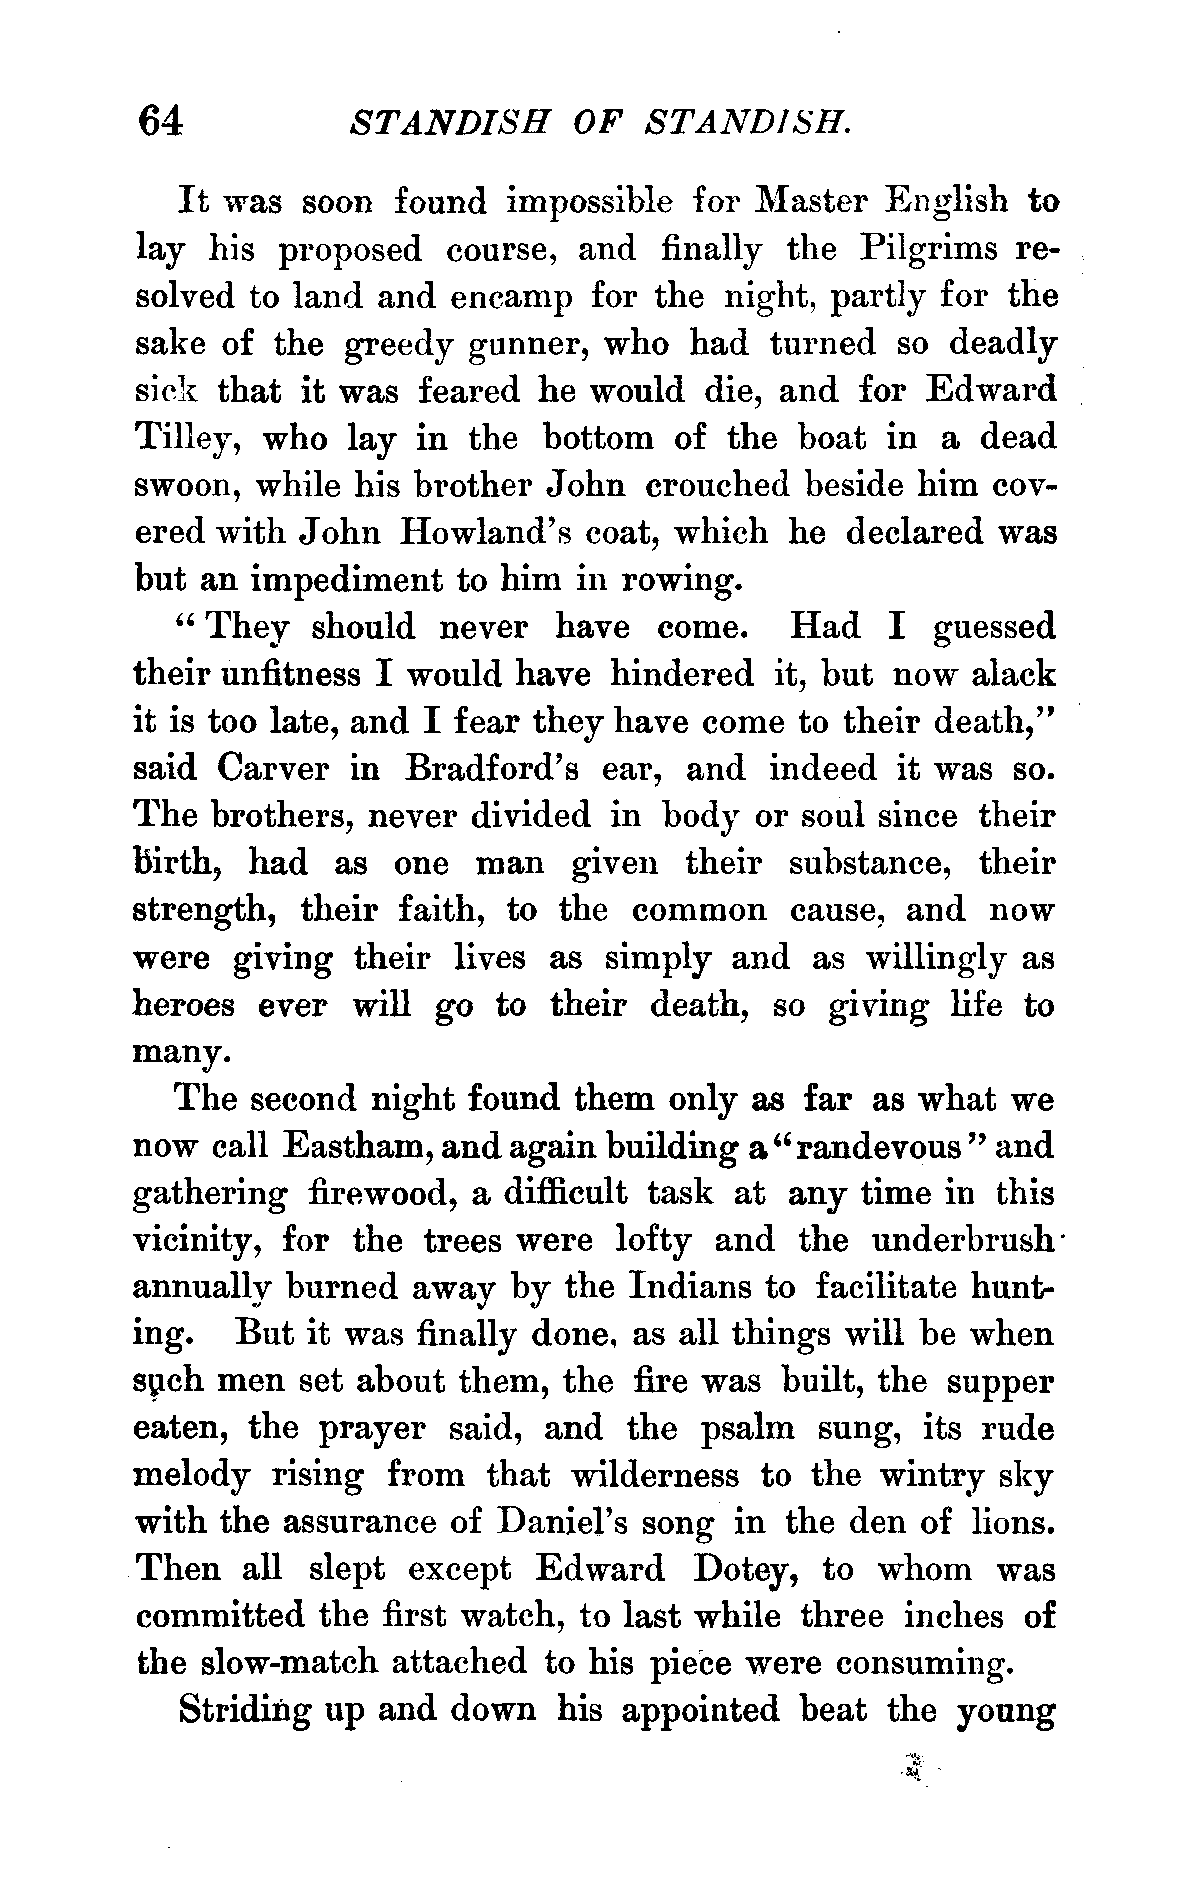 64 STANDISH OF STANDISH.
It was soon found impossible for Master English to
lay his proposed course, and finally the Pilgrims re-
solved to land and encamp for the night, partly for the
sake of the greedy gunner, who had turned so deadly
sick that it was feared he would die, and for Edward
Tilley, who lay in the bottom of the boat in a dead
swoon, while his brother John crouched beside him cov-
ered with John Howland's coat, which he declared was
but an impediment to him in rowing.
"They should never have come. Had I guessed
their unfitness I would have hindered it, but now alack
it is too late, and I fear they have come to their death,"
said Carver in Bradford's ear, and indeed it was so.
The brothers, never divided in body or soul since their
birth, had as one man given their substance, their
strength, their faith, to the common cause, and now
were giving their lives as simply and as willingly as
heroes ever will go to their death, so giving life to
many.
The second night found them only as far as what we
now call Eastham, and again building a "randevous" and
gathering firewood, a difficult task at any time in this
vicinity, for the trees were lofty and the underbrush
annually burned away by the Indians to facilitate hunt-
ing. But it was finally done, as all things will be when
such men set about them, the fire was built, the supper
eaten, the prayer said, and the psalm sung, its rude
melody rising from that wilderness to the wintry sky
with the assurance of Daniel's song in the den of lions.
Then all slept except Edward Dotey, to whom was
committed the first watch, to last while three inches of
the slow-match attached to his piece were consuming.
Striding up and down his appointed beat the young